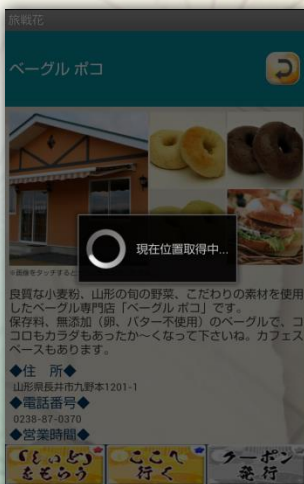 旅戦花
ベーグル ポコ
現在位置取得中...
※画像をタッチすると
良質な小麦粉、山形の旬の野菜、こだわりの素材を使用
したベーグル専門店「ベーグル ポコ」です。
保存料、無添加(卵、バター不使用)のベーグルで、コ
コロもカラダもあったか〜くなって下さいね。カフェス
ペースもあります。
◆住　所◆
山形県長井市九野本1201-1
◆電話番号◆
0238-87-0370
◆営業時間◆
ここへ
クーポン
をもらう
行く
発行